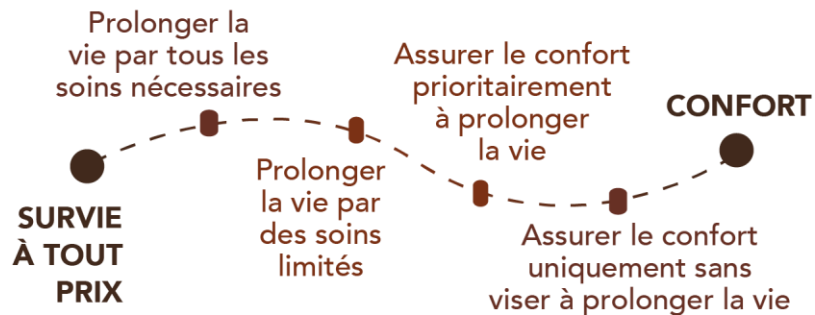 Prolonger la
vie par tous les
soins nécessaires
SURVIE
À TOUT
PRIX
Prolonger
la vie par
des soins
limités
Assurer le confort
prioritairement
à prolonger
la vie
Assurer le confort
uniquement sans
viser à prolonger la vie
CONFORT